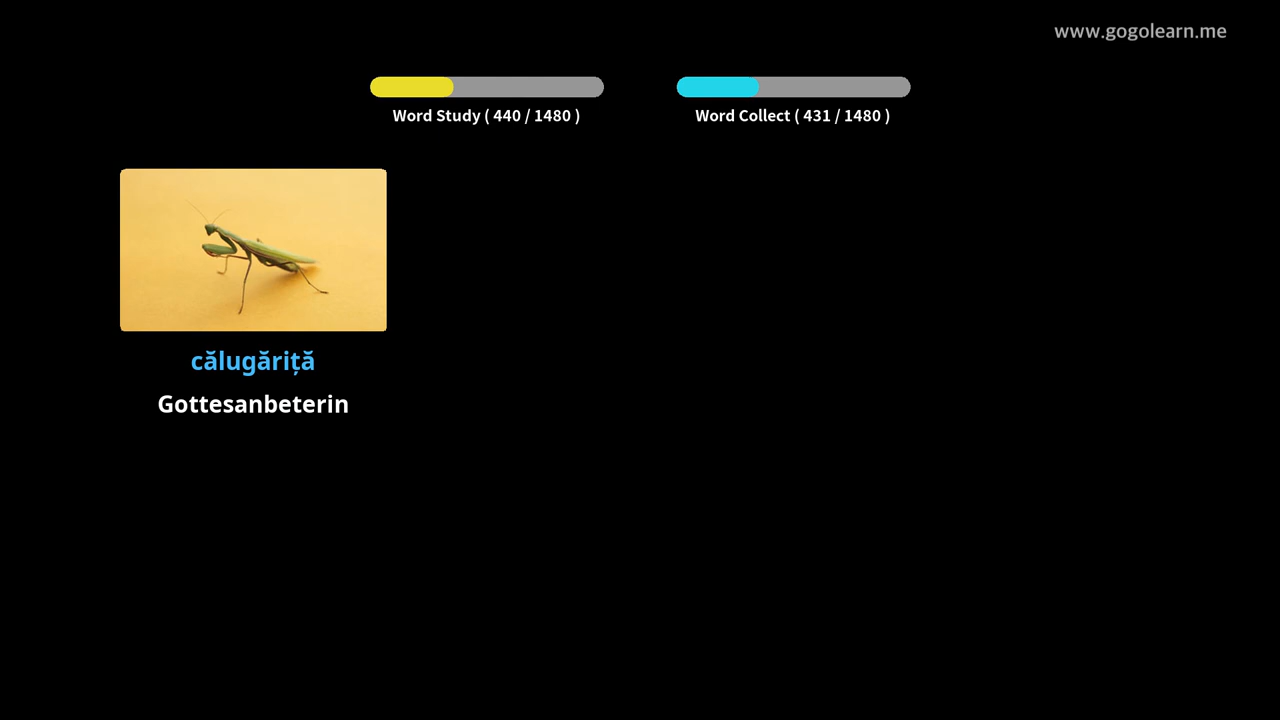 www.gogolearn.me
Word Study ( 440 / 1480 )
Word Collect ( 431 / 1480 )
călugăriță
Gottesanbeterin